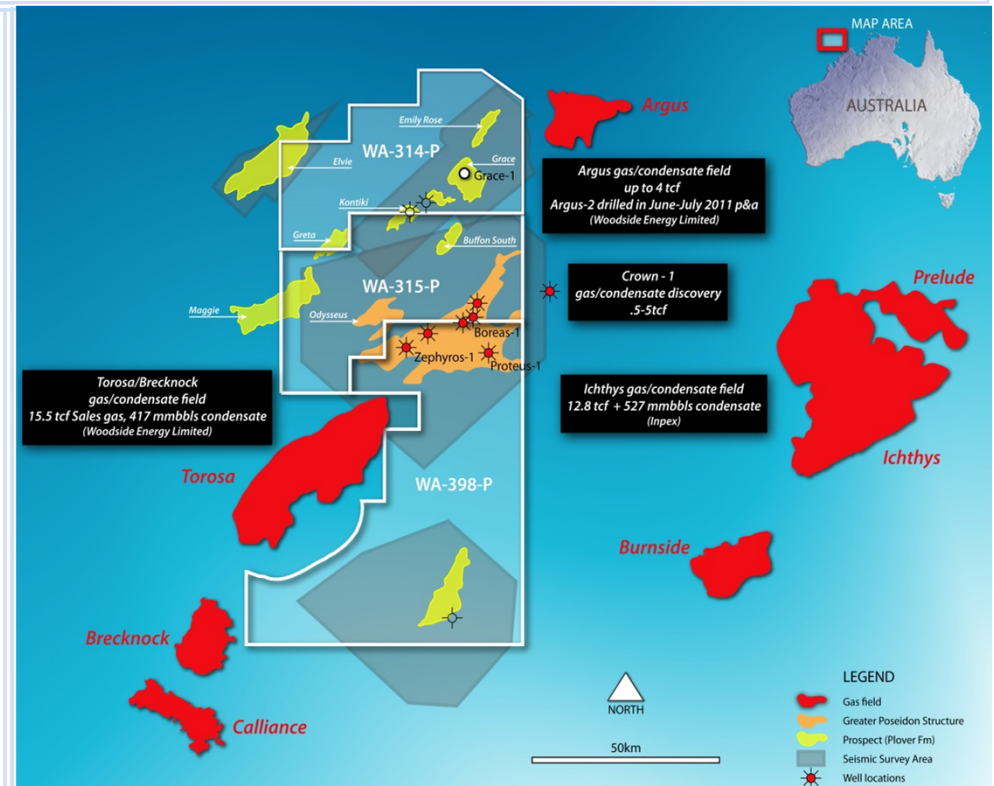 MAP AREA
AUSTRALIA
Argus
Emily Rose
WA-314-P
Elvie
Grace
Grace-1
Kontiki
Argus gas/condensate field
up to 4 tcf
Argus-2 drilled in June-July 2011 p&a
(Woodside Energy Limited)
Greta
Buffon South
WA-315-P
Crown - 1
gas/condensate discovery
.5-5tcf
Prelude
Maggie
Odysseus
Boreas-1
Zephyros-1
Proteus-1
Torosa/Brecknock
gas/condensate field
15.5 tcf Sales gas, 417 mmbbls condensate
(Woodside Energy Limited)
Ichthys gas/condensate field
12.8 tcf + 527 mmbbls condensate
(Inpex)
Ichthys
Torosa
WA-398-P
Burnside
Brecknock
Calliance
NORTH
50km
LEGEND
Gas field
Greater Poseidon Structure
Prospect (Plover Fm)
Seismic Survey Area
Well locations